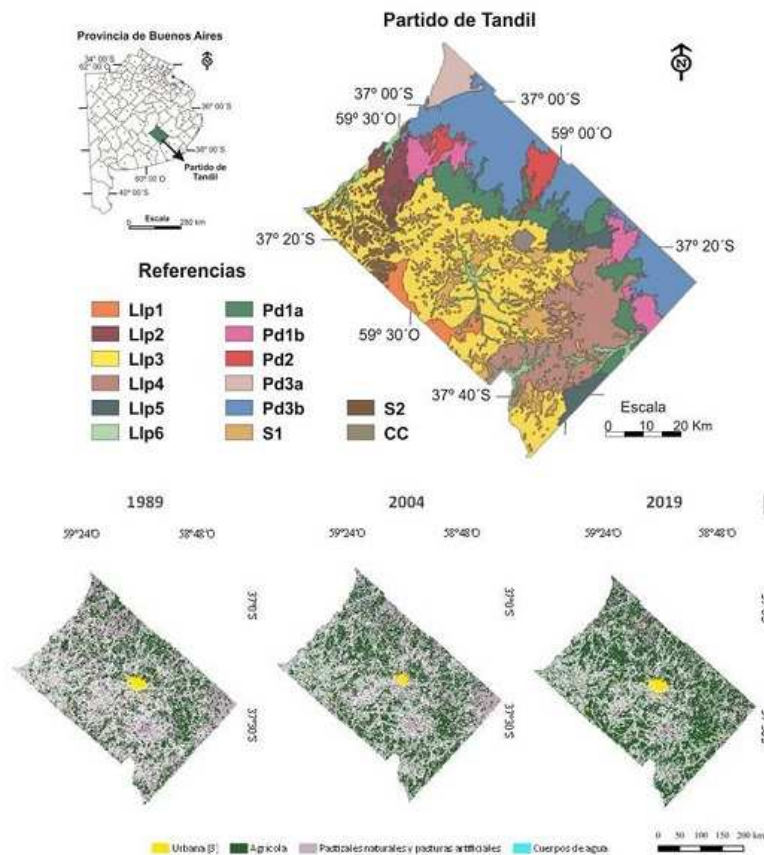 Partido de Tandil
Provincia de Buenos Aires
34° 00´S
62° 00´O
36° 00´S
38° 00´S
Partido de
Tandil
60° 00´O
40° 00´S
Escala
0 280 km
N
37° 00´S
59° 30´O
37° 00´S
59° 00´O
37° 20´S
37° 20´S
59° 30´O
37° 40´S
Escala
0 10 20 Km
Referencias
Llp1 Pd1a
Llp2 Pd1b
Llp3 Pd2
Llp4 Pd3a
Llp5 Pd3b S2
Llp6 S1 CC
1989 2004 2019
59°24'O 58°48'O 59°24'O 58°48'O 59°24'O 58°48'O
37°0'S 37°0'S
37°30'S 37°30'S
Urbana Agrícola Pastizales naturales y pasturas artificiales Cuerpos de agua
0 50 100 150 200 km